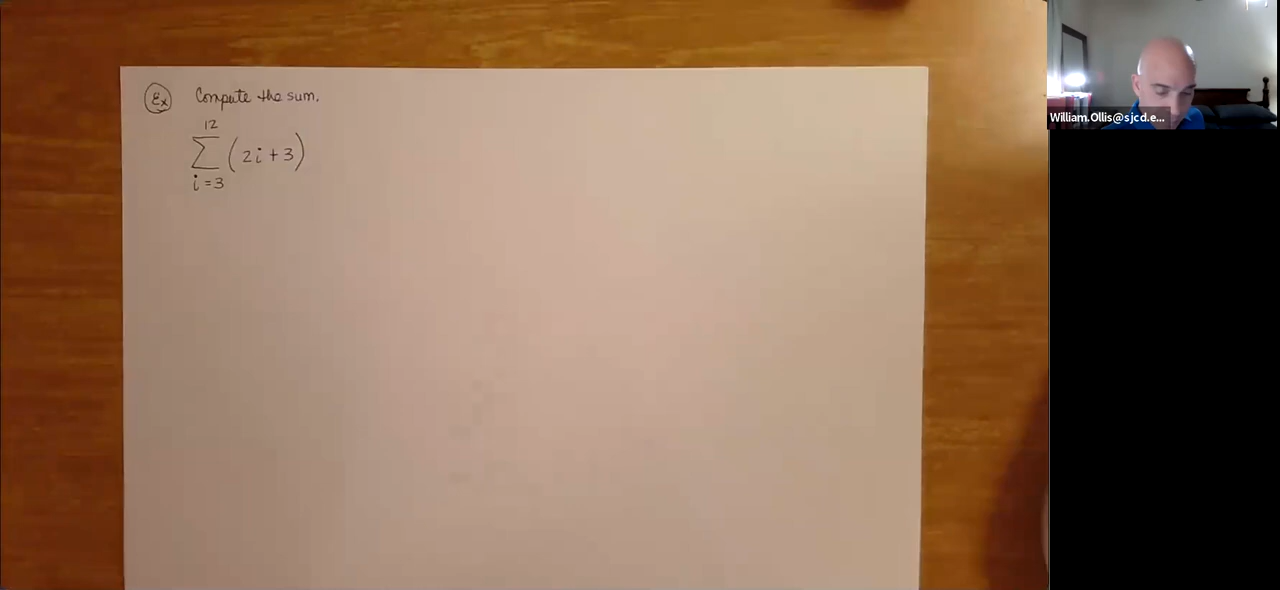 Ex Compute the sum.
12
∑ (2i+3)
i=3
William.Ollis@sjcd.e...